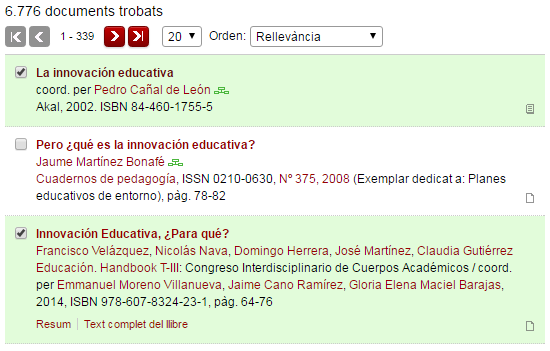 6.776 documents trobats
1 - 339 20 Orden: Rellevància
La innovación educativa
coord. per Pedro Cañal de León
Akal, 2002. ISBN 84-460-1755-5
Pero ¿qué es la innovación educativa?
Jaume Martínez Bonafé
Cuadernos de pedagogía, ISSN 0210-0630, Nº 375, 2008 (Exemplar dedicat a: Planes
educativos de entorno), pàg. 78-82
Innovación Educativa, ¿Para qué?
Francisco Velázquez, Nicolás Nava, Domingo Herrera, José Martínez, Claudia Gutiérrez
Educación. Handbook T-III: Congreso Interdisciplinario de Cuerpos Académicos / coord.
per Emmanuel Moreno Villanueva, Jaime Cano Ramírez, Gloria Elena Maciel Barajas,
2014, ISBN 978-607-8324-23-1, pàg. 64-76
Resum Text complet del llibre